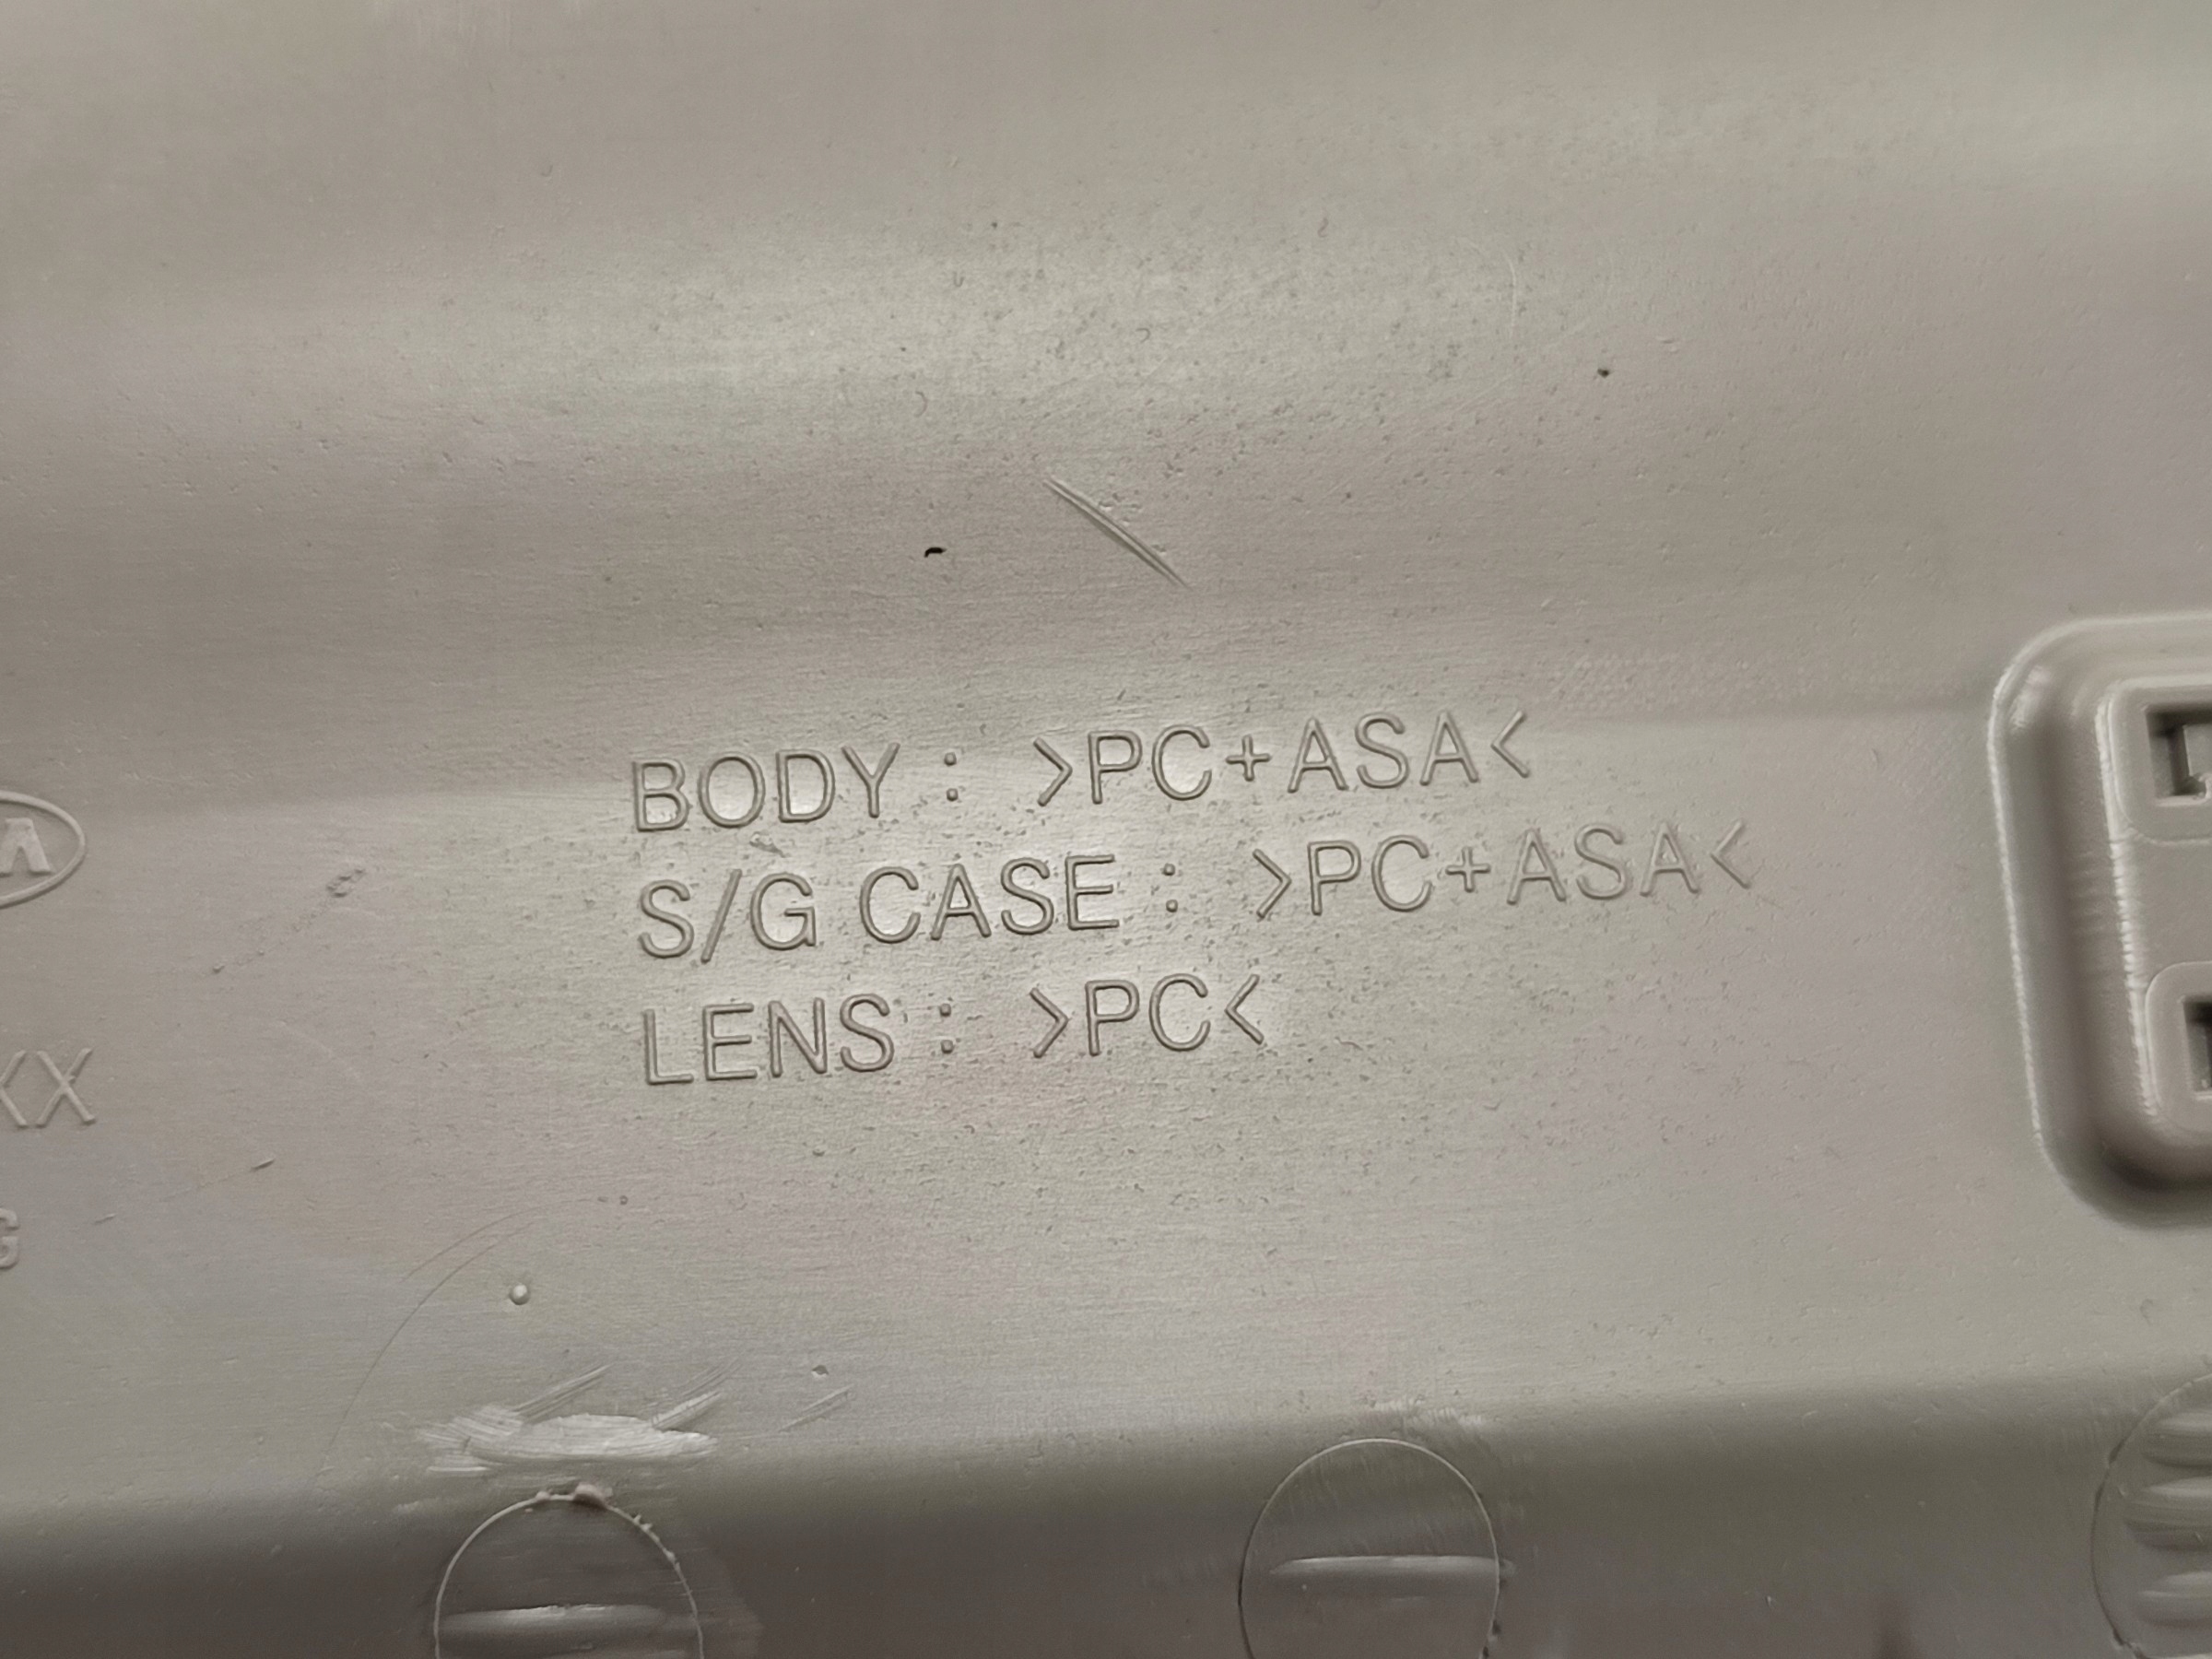 BODY : >PC+ASA<
S/G CASE : >PC+ASA<
LENS : >PC<